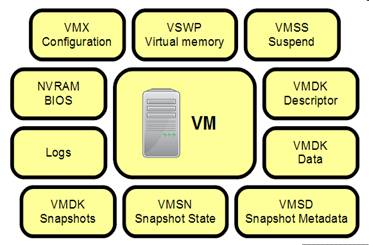 VMX
Configuration
VSWP
Virtual memory
VMSS
Suspend
NVRAM
BIOS
VM
VMDK
Descriptor
Logs
VMDK
Data
VMDK
Snapshots
VMSN
Snapshot State
VMSD
Snapshot Metadata